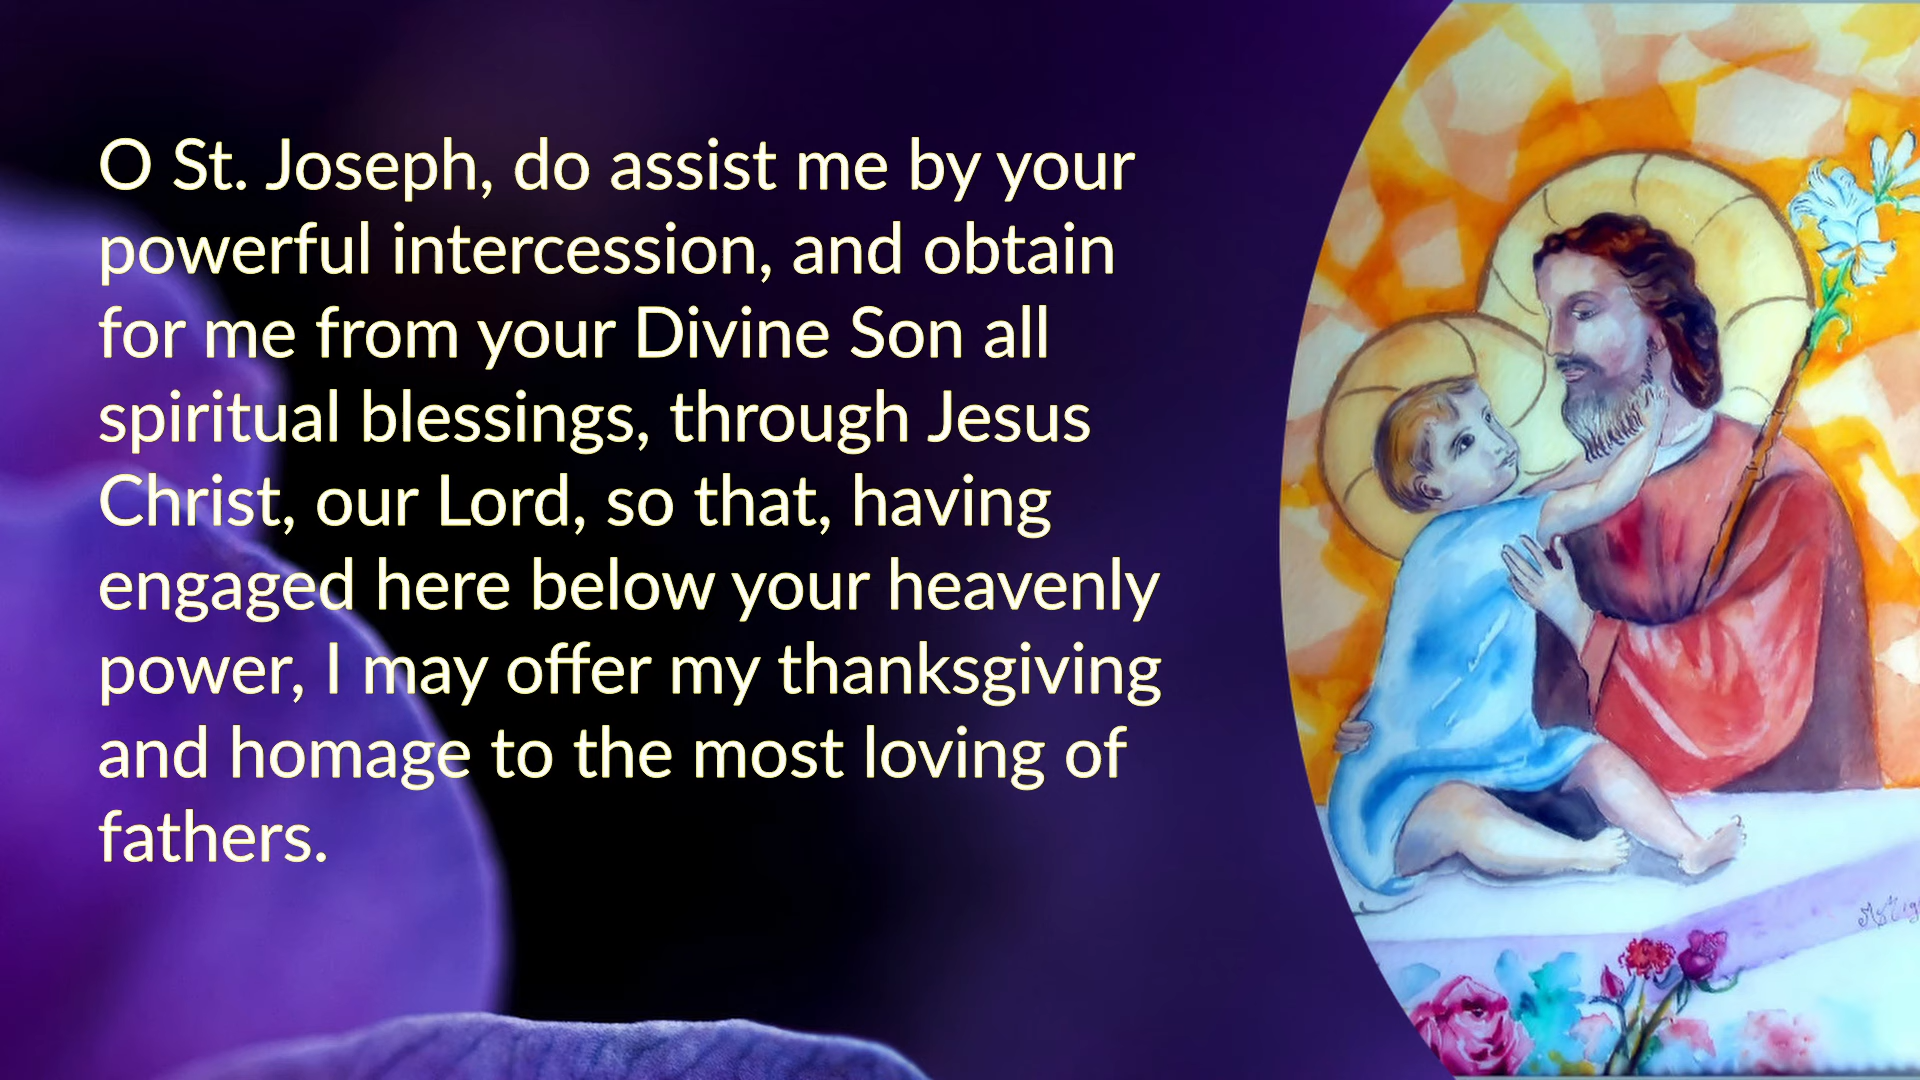 O St. Joseph, do assist me by your
powerful intercession, and obtain
for me from your Divine Son all
spiritual blessings, through Jesus
Christ, our Lord, so that, having
engaged here below your heavenly
power, I may offer my thanksgiving
and homage to the most loving of
fathers.